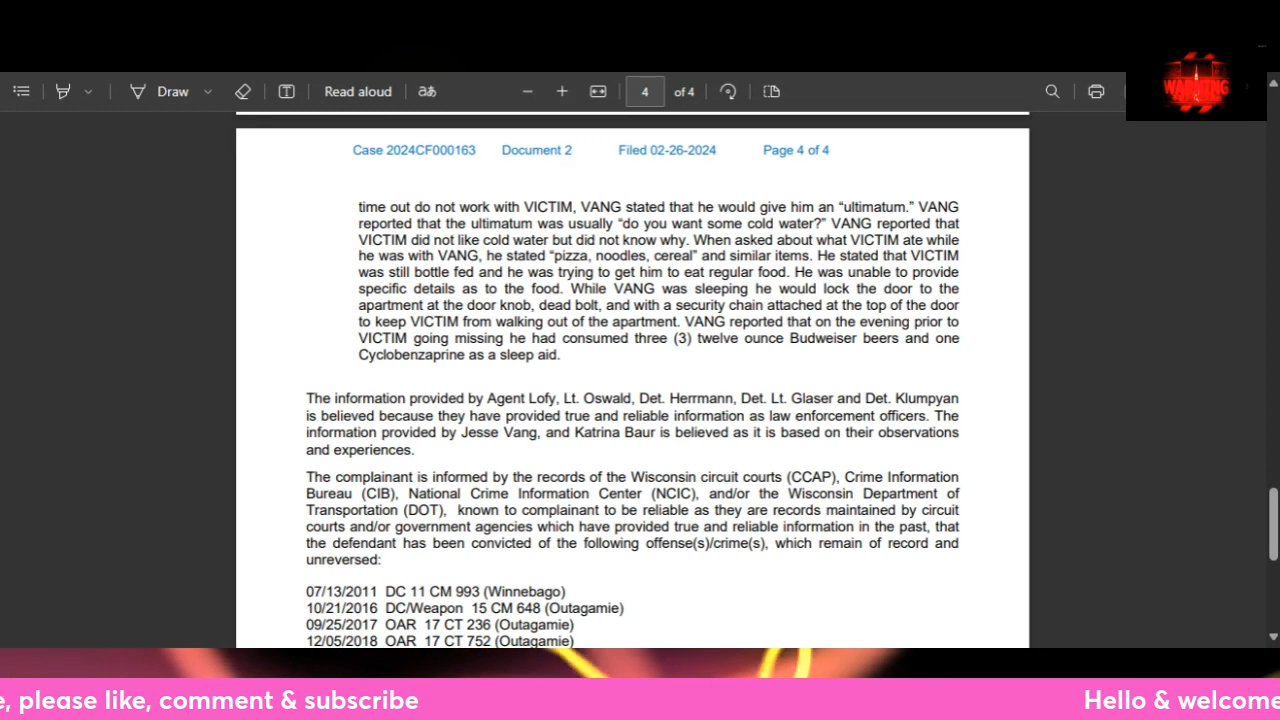 Draw
Read aloud
aあ
4
of 4
WARNING
Case 2024CF000163 Document 2 Filed 02-26-2024 Page 4 of 4
time out do not work with VICTIM, VANG stated that he would give him an “ultimatum.” VANG
reported that the ultimatum was usually “do you want some cold water?” VANG reported that
VICTIM did not like cold water but did not know why. When asked about what VICTIM ate while
he was with VANG, he stated “pizza, noodles, cereal” and similar items. He stated that VICTIM
was still bottle fed and he was trying to get him to eat regular food. He was unable to provide
specific details as to the food. While VANG was sleeping he would lock the door to the
apartment at the door knob, dead bolt, and with a security chain attached at the top of the door
to keep VICTIM from walking out of the apartment. VANG reported that on the evening prior to
VICTIM going missing he had consumed three (3) twelve ounce Budweiser beers and one
Cyclobenzaprine as a sleep aid.
The information provided by Agent Lofy, Lt. Oswald, Det. Herrmann, Det. Lt. Glaser and Det. Klumpyan
is believed because they have provided true and reliable information as law enforcement officers. The
information provided by Jesse Vang, and Katrina Baur is believed as it is based on their observations
and experiences.
The complainant is informed by the records of the Wisconsin circuit courts (CCAP), Crime Information
Bureau (CIB), National Crime Information Center (NCIC), and/or the Wisconsin Department of
Transportation (DOT), known to complainant to be reliable as they are records maintained by circuit
courts and/or government agencies which have provided true and reliable information in the past, that
the defendant has been convicted of the following offense(s)/crime(s), which remain of record and
unreversed:
07/13/2011 DC 11 CM 993 (Winnebago)
10/21/2016 DC/Weapon 15 CM 648 (Outagamie)
09/25/2017 OAR 17 CT 236 (Outagamie)
12/05/2018 OAR 17 CT 752 (Outagamie)
e, please like, comment & subscribe
Hello & welcome